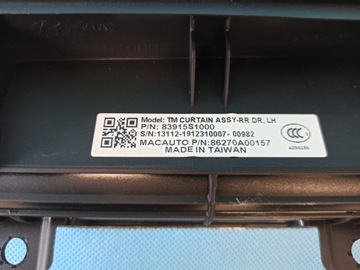 Model: TM CURTAIN ASSY-RR DR, LH
P/N: 83915S1000
S/N:13112-1912310007- 00982
MACAUTO P/N:86270A00157
MADE IN TAIWAN